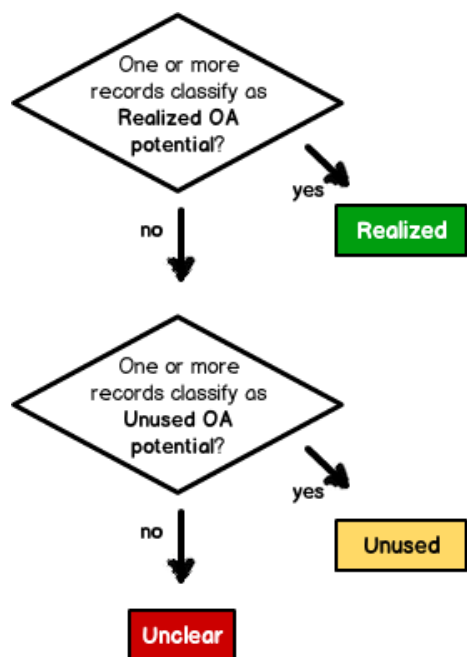 One or more
records classify as
Realized OA
potential?
yes
no
Realized
One or more
records classify as
Unused OA
potential?
yes
no
Unused
Unclear